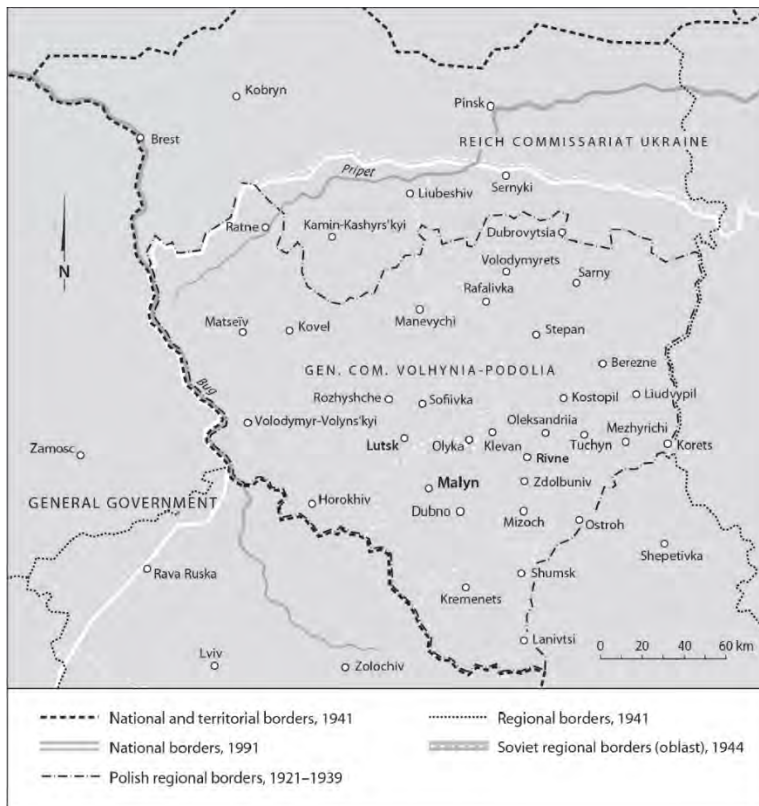 Kobryn
Pinsk
Brest
REICH COMMISSARIAT UKRAINE
Pripet
Sernyki
Liubeshiv
Ratne
Kamin-Kashyrs'kyi
Dubrovytsia
N
Volodymyrets
Sarny
Rafalivka
Manevychi
Matseïv
Kovel
Stepan
Berezne
GEN. COM. VOLHYNIA-PODOLIA
Bug
Rozhyshche
Sofiivka
Kostopil
Liudvypil
Volodymyr-Volyns'kyi
Oleksandriia
Mezhyrichi
Lutsk
Olyka
Klevan
Tuchyn
Korets
Zamosc
Rivne
Malyn
Zdolbuniv
GENERAL GOVERNMENT
Horokhiv
Dubno
Mizoch
Ostroh
Shepetivka
Rava Ruska
Shumsk
Kremenets
Lanivtsi
Lviv
Zolochiv
0 20 40 60 km
National and territorial borders, 1941
Regional borders, 1941
National borders, 1991
Soviet regional borders (oblast), 1944
Polish regional borders, 1921–1939